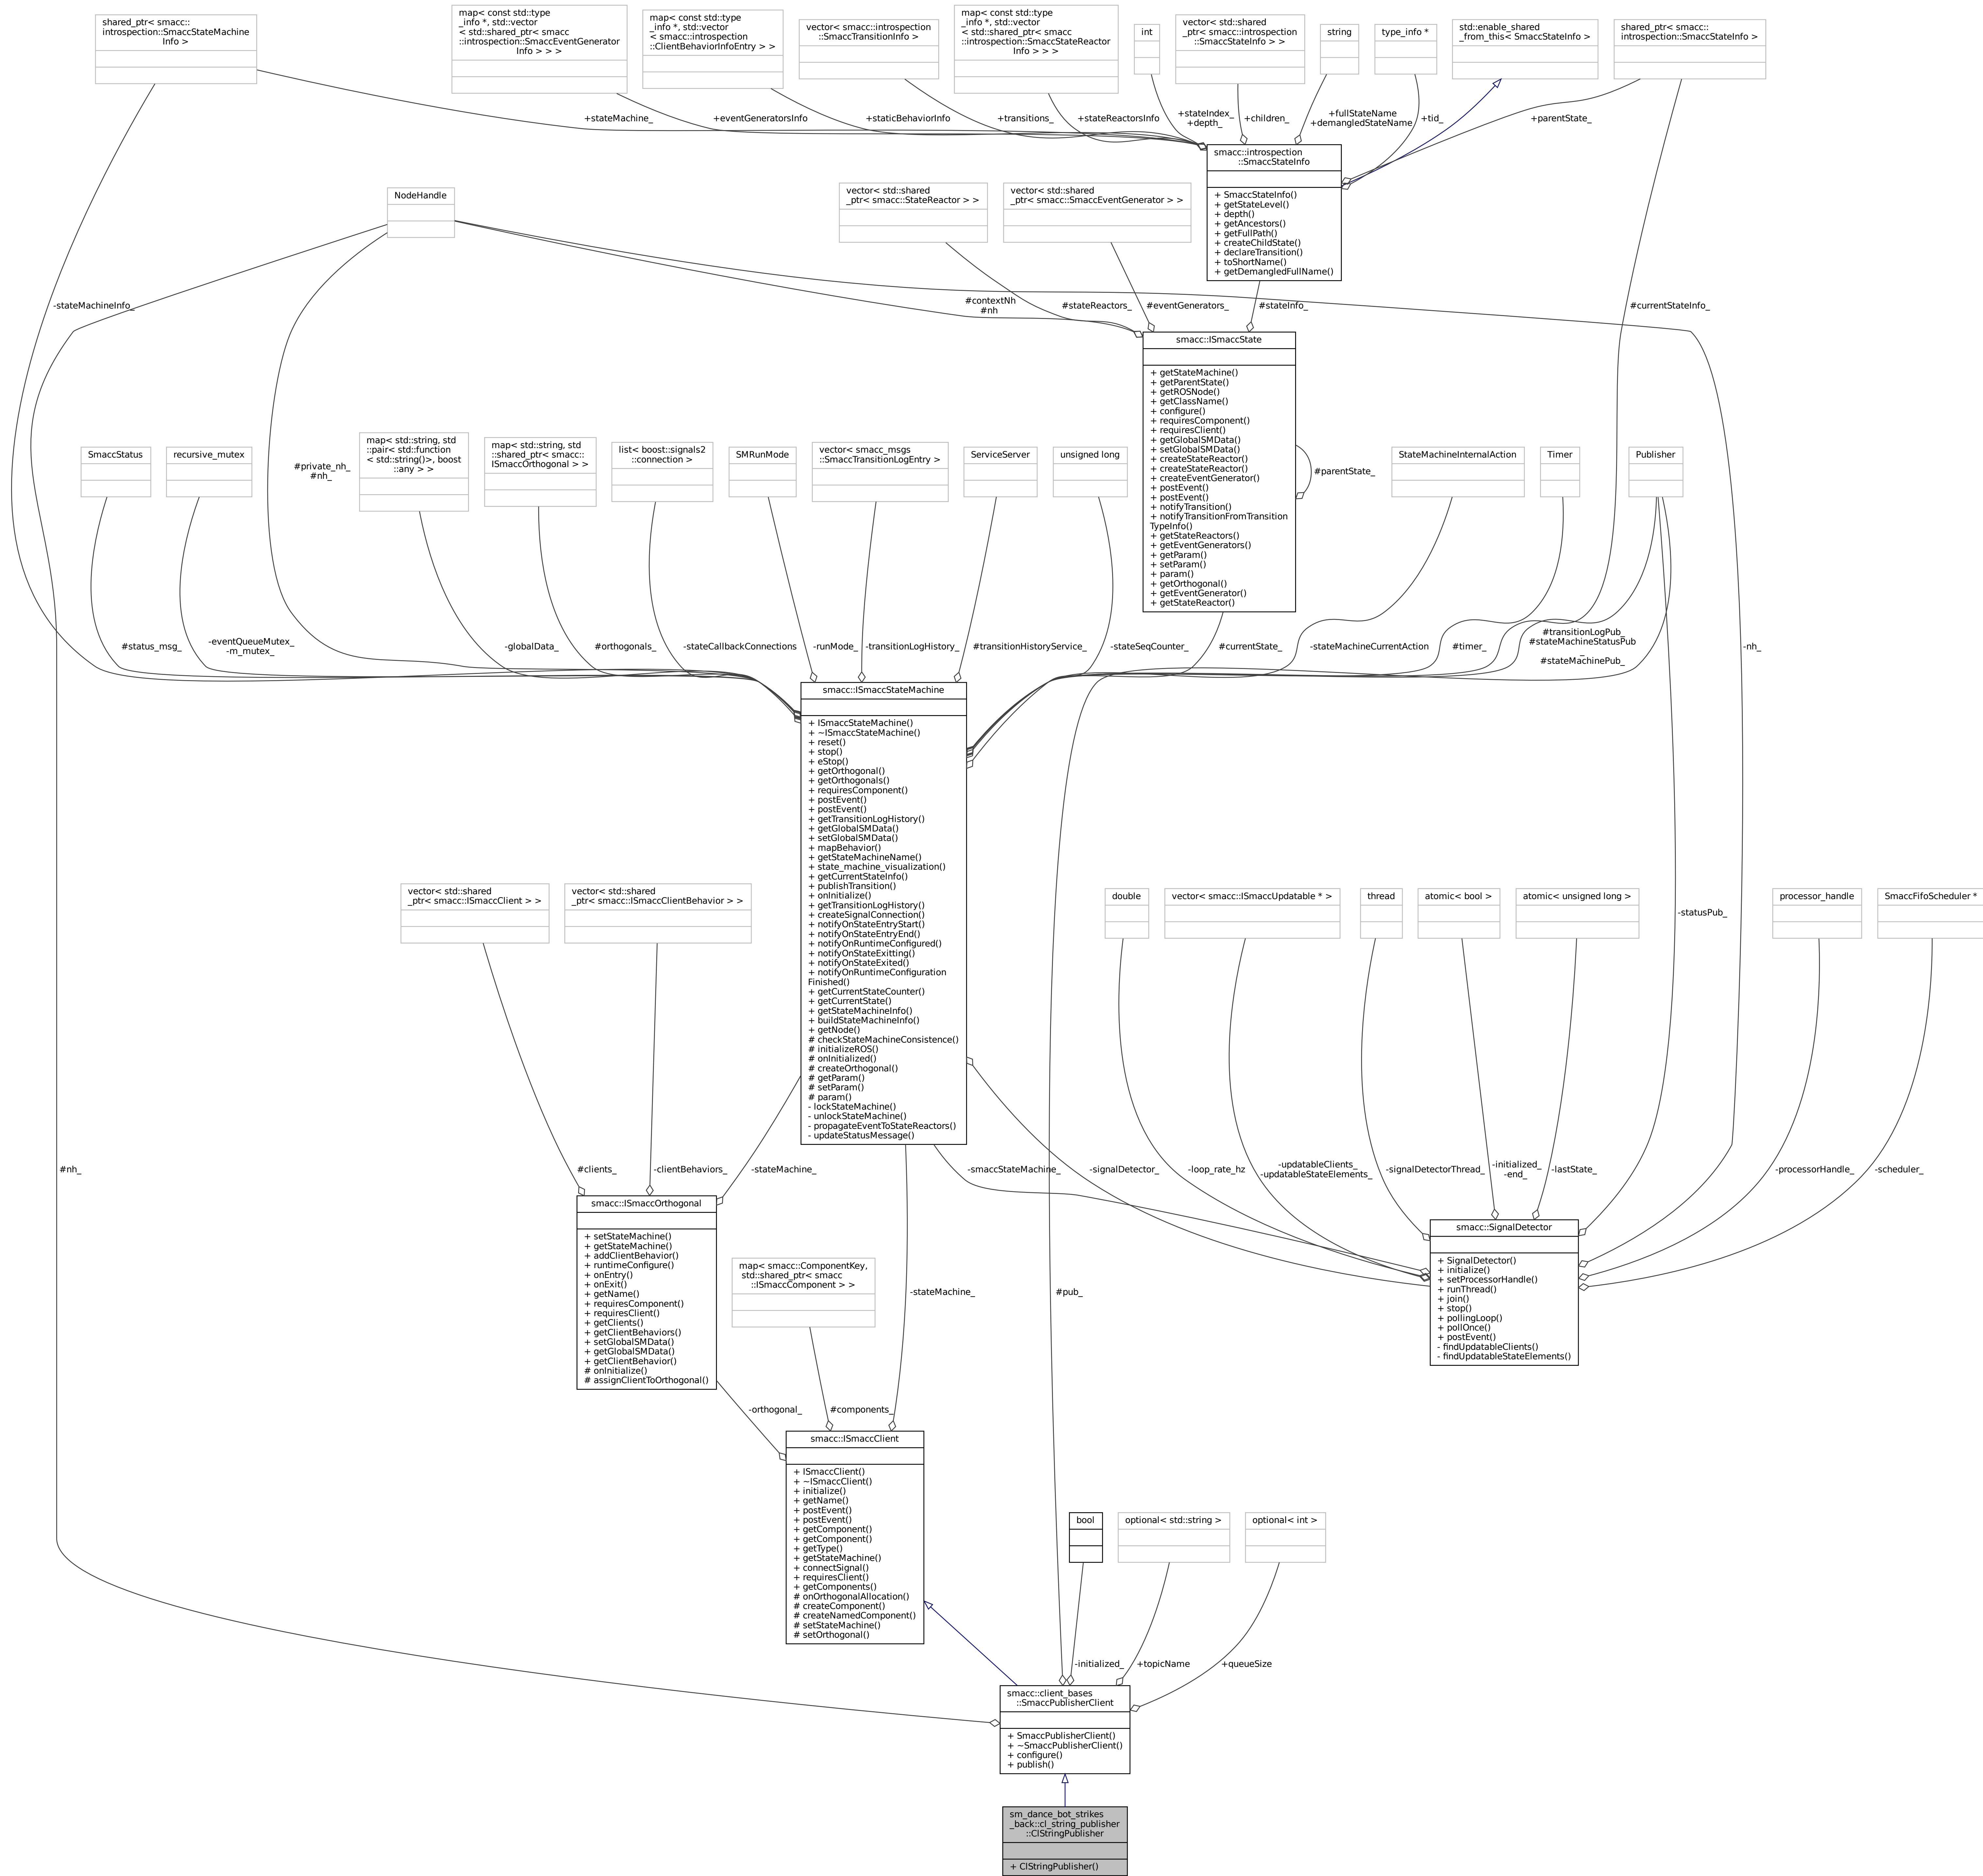 shared_ptr< smacc::
introspection::SmaccStateMachine
Info >
map< const std::type
_info *, std::vector
< std::shared_ptr< smacc
::introspection::SmaccEventGenerator
Info > > >
map< const std::type
_info *, std::vector
< smacc::introspection
::ClientBehaviorInfoEntry > >
vector< smacc::introspection
::SmaccTransitionInfo >
map< const std::type
_info *, std::vector
< std::shared_ptr< smacc
::introspection::SmaccStateReactor
Info > > >
int
vector< std::shared
_ptr< smacc::introspection
::SmaccStateInfo > >
string
type_info *
std::enable_shared
_from_this< SmaccStateInfo >
shared_ptr< smacc::
introspection::SmaccStateInfo >
+stateMachine_
+eventGeneratorsInfo
+staticBehaviorInfo
+transitions_
+stateReactorsInfo
+stateIndex_
+depth_
+children_
+fullStateName
+demangledStateName
+tid_
+parentState_
smacc::introspection
::SmaccStateInfo
+ SmaccStateInfo()
+ getStateLevel()
+ depth()
+ getAncestors()
+ getFullPath()
+ createChildState()
+ declareTransition()
+ toShortName()
+ getDemangledFullName()
NodeHandle
vector< std::shared
_ptr< smacc::StateReactor > >
vector< std::shared
_ptr< smacc::SmaccEventGenerator > >
-stateMachineInfo_
#contextNh
#nh
#stateReactors_
#eventGenerators_
#stateInfo_
#currentStateInfo_
smacc::ISmaccState
+ getStateMachine()
+ getParentState()
+ getROSNode()
+ getClassName()
+ configure()
+ requiresComponent()
+ requiresClient()
+ getGlobalSMData()
+ setGlobalSMData()
+ createStateReactor()
+ createStateReactor()
+ createEventGenerator()
+ postEvent()
+ postEvent()
+ notifyTransition()
+ notifyTransitionFromTransition
TypeInfo()
+ getStateReactors()
+ getEventGenerators()
+ getParam()
+ setParam()
+ param()
+ getOrthogonal()
+ getEventGenerator()
+ getStateReactor()
#parentState_
SmaccStatus
recursive_mutex
#private_nh_
#nh_
map< std::string, std
::pair< std::function
< std::string()>, boost
::any > >
map< std::string, std
::shared_ptr< smacc::
ISmaccOrthogonal > >
list< boost::signals2
::connection >
SMRunMode
vector< smacc_msgs
::SmaccTransitionLogEntry >
ServiceServer
unsigned long
StateMachineInternalAction
Timer
Publisher
#status_msg_
-eventQueueMutex_
-m_mutex_
-globalData_
#orthogonals_
-stateCallbackConnections
-runMode_
-transitionLogHistory_
#transitionHistoryService_
-stateSeqCounter_
#currentState_
-stateMachineCurrentAction
#timer_
#transitionLogPub_
#stateMachineStatusPub
_
#stateMachinePub_
-nh_
smacc::ISmaccStateMachine
+ ISmaccStateMachine()
+ ~ISmaccStateMachine()
+ reset()
+ stop()
+ eStop()
+ getOrthogonal()
+ getOrthogonals()
+ requiresComponent()
+ postEvent()
+ postEvent()
+ getTransitionLogHistory()
+ getGlobalSMData()
+ setGlobalSMData()
+ mapBehavior()
+ getStateMachineName()
+ state_machine_visualization()
+ getCurrentStateInfo()
+ publishTransition()
+ onInitialize()
+ getTransitionLogHistory()
+ createSignalConnection()
+ notifyOnStateEntryStart()
+ notifyOnStateEntryEnd()
+ notifyOnRuntimeConfigured()
+ notifyOnStateExitting()
+ notifyOnStateExited()
+ notifyOnRuntimeConfiguration
Finished()
+ getCurrentStateCounter()
+ getCurrentState()
+ getStateMachineInfo()
+ buildStateMachineInfo()
+ getNode()
# checkStateMachineConsistence()
# initializeROS()
# onInitialized()
# createOrthogonal()
# getParam()
# setParam()
# param()
- lockStateMachine()
- unlockStateMachine()
- propagateEventToStateReactors()
- updateStatusMessage()
vector< std::shared
_ptr< smacc::ISmaccClient > >
vector< std::shared
_ptr< smacc::ISmaccClientBehavior > >
double
vector< smacc::ISmaccUpdatable * >
thread
atomic< bool >
atomic< unsigned long >
-statusPub_
processor_handle
SmaccFifoScheduler *
#nh_
#clients_
-clientBehaviors_
-stateMachine_
-smaccStateMachine_
-signalDetector_
-loop_rate_hz
-updatableClients_
-updatableStateElements_
-signalDetectorThread_
-initialized_
-end_
-lastState_
-processorHandle_
-scheduler_
smacc::ISmaccOrthogonal
+ setStateMachine()
+ getStateMachine()
+ addClientBehavior()
+ runtimeConfigure()
+ onEntry()
+ onExit()
+ getName()
+ requiresComponent()
+ requiresClient()
+ getClients()
+ getClientBehaviors()
+ setGlobalSMData()
+ getGlobalSMData()
+ getClientBehavior()
# onInitialize()
# assignClientToOrthogonal()
smacc::SignalDetector
+ SignalDetector()
+ initialize()
+ setProcessorHandle()
+ runThread()
+ join()
+ stop()
+ pollingLoop()
+ pollOnce()
+ postEvent()
- findUpdatableClients()
- findUpdatableStateElements()
map< smacc::ComponentKey,
std::shared_ptr< smacc
::ISmaccComponent > >
-stateMachine_
#pub_
-orthogonal_
#components_
smacc::ISmaccClient
+ ISmaccClient()
+ ~ISmaccClient()
+ initialize()
+ getName()
+ postEvent()
+ postEvent()
+ getComponent()
+ getComponent()
+ getType()
+ getStateMachine()
+ connectSignal()
+ requiresClient()
+ getComponents()
# onOrthogonalAllocation()
# createComponent()
# createNamedComponent()
# setStateMachine()
# setOrthogonal()
bool
optional< std::string >
optional< int >
-initialized_
+topicName
+queueSize
smacc::client_bases
::SmaccPublisherClient
+ SmaccPublisherClient()
+ ~SmaccPublisherClient()
+ configure()
+ publish()
sm_dance_bot_strikes
_back::cl_string_publisher
::ClStringPublisher
+ ClStringPublisher()